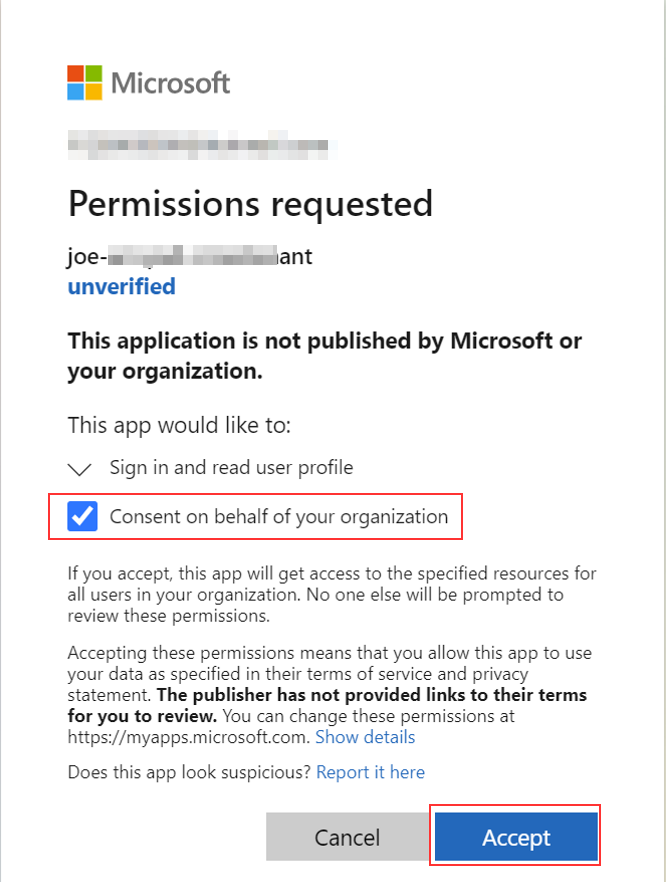 Microsoft
Permissions requested
joe- ant
unverified
This application is not published by Microsoft or
your organization.
This app would like to:
Sign in and read user profile
Consent on behalf of your organization
If you accept, this app will get access to the specified resources for
all users in your organization. No one else will be prompted to
review these permissions.
Accepting these permissions means that you allow this app to use
your data as specified in their terms of service and privacy
statement. The publisher has not provided links to their terms
for you to review. You can change these permissions at
https://myapps.microsoft.com. Show details
Does this app look suspicious? Report it here
Cancel Accept